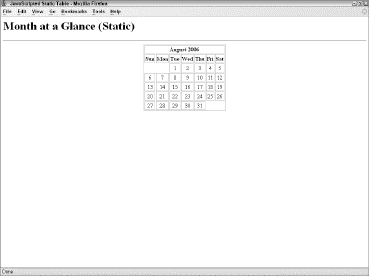 JavaScripted Static Table - Mozilla Firefox
File Edit View Go Bookmarks Tools Help
Month at a Glance (Static)
August 2006
Sun Mon Tue Wed Thu Fri Sat
1 2 3 4 5
6 7 8 9 10 11 12
13 14 15 16 17 18 19
20 21 22 23 24 25 26
27 28 29 30 31
Done